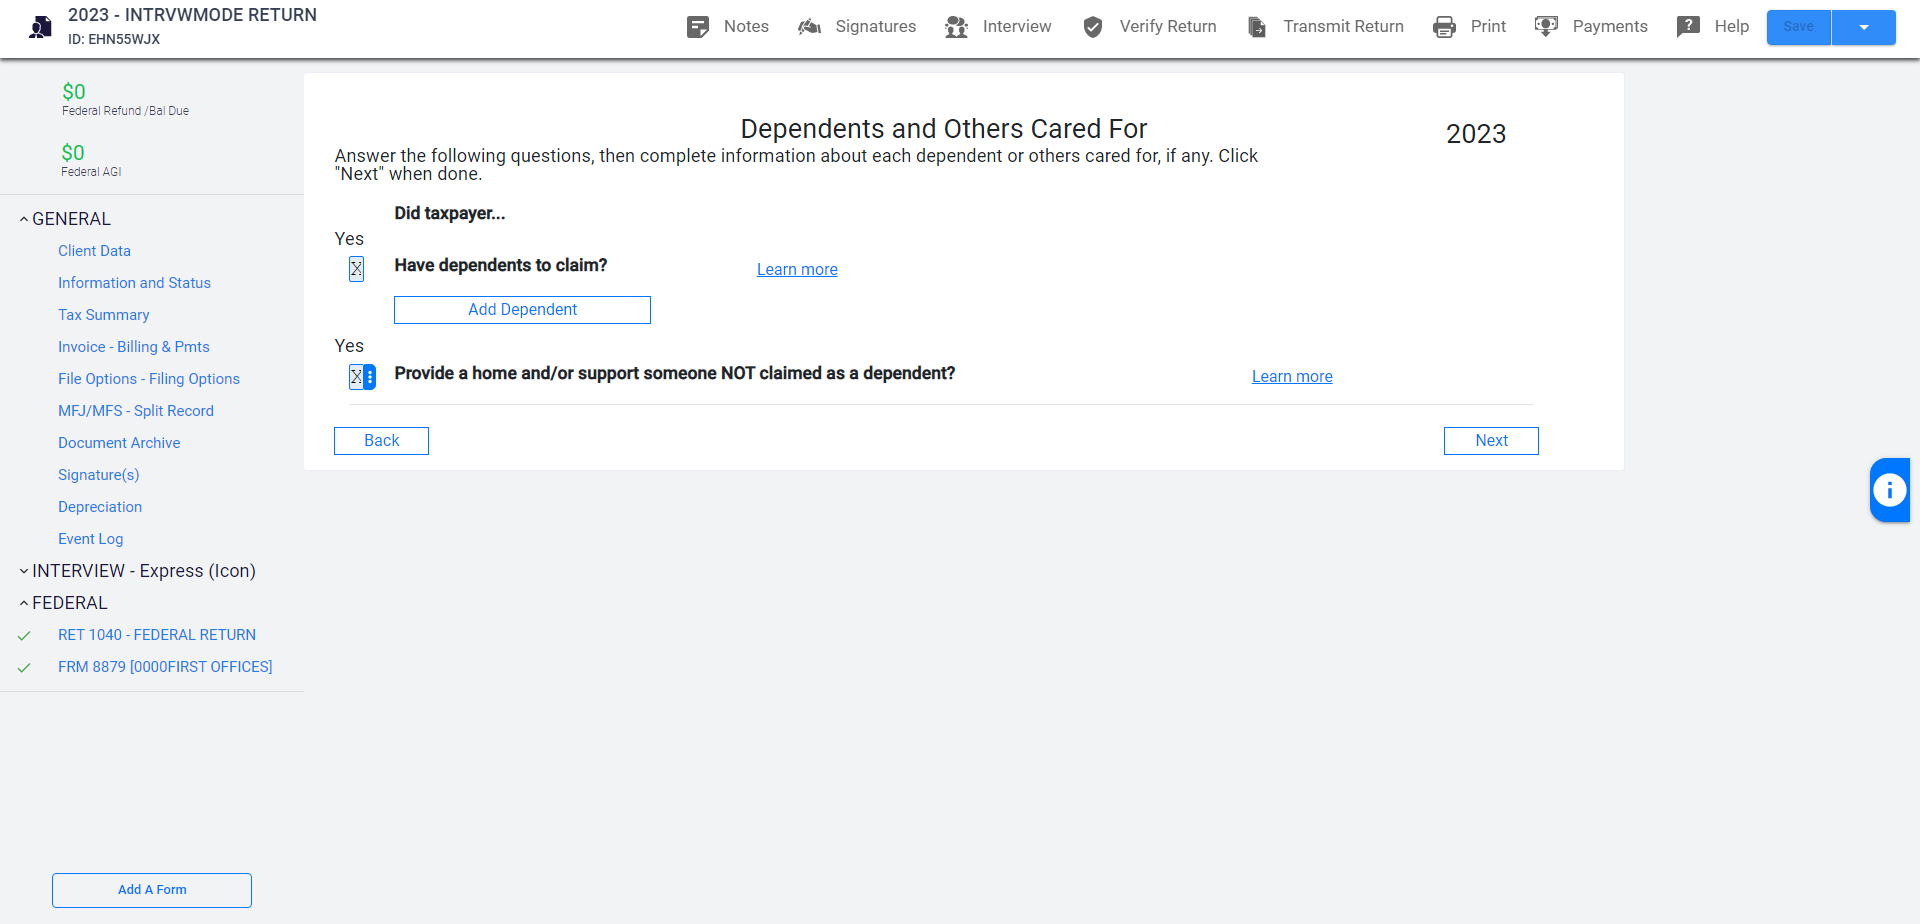 2023 - INTRVWMODE RETURN
ID: EHN55WJX
Notes
Signatures
Interview
Verify Return
Transmit Return
Print
Payments
Help
Save
$0
Federal Refund /Bal Due
$0
Federal AGI
GENERAL
Client Data
Information and Status
Tax Summary
Invoice - Billing & Pmts
File Options - Filing Options
MFJ/MFS - Split Record
Document Archive
Signature(s)
Depreciation
Event Log
INTERVIEW - Express (Icon)
FEDERAL
RET 1040 - FEDERAL RETURN
FRM 8879 [0000FIRST OFFICES]
Add A Form
Dependents and Others Cared For
2023
Answer the following questions, then complete information about each dependent or others cared for, if any. Click
"Next" when done.
Did taxpayer...
Yes
X Have dependents to claim? Learn more
Add Dependent
Yes
X Provide a home and/or support someone NOT claimed as a dependent? Learn more
Back
Next